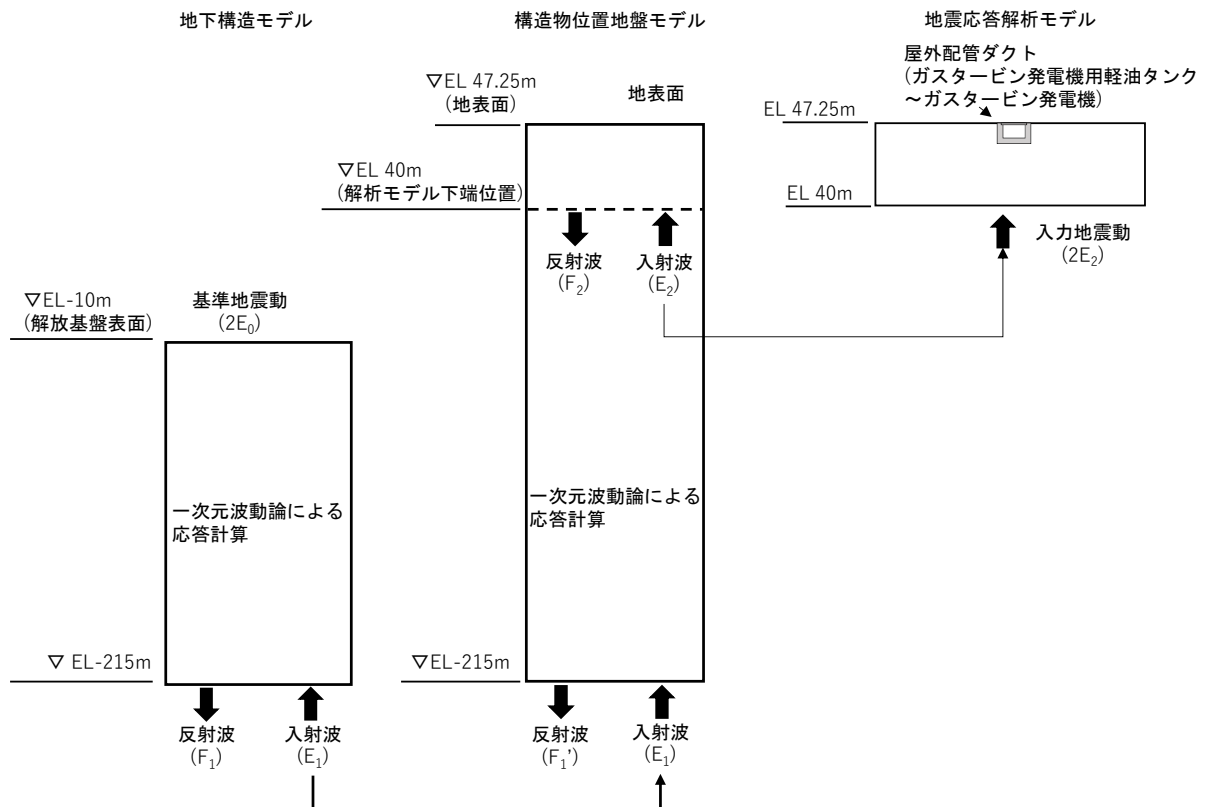 地下構造モデル
▽EL-10m
(解放基盤表面)
基準地震動
(2E₀)
一次元波動論による
応答計算
▽ EL-215m
反射波
(F₁)
入射波
(E₁)
構造物位置地盤モデル
▽EL 47.25m
(地表面)
地表面
▽EL 40m
(解析モデル下端位置)
反射波
(F₂)
入射波
(E₂)
一次元波動論による
応答計算
▽EL-215m
反射波
(F₁')
入射波
(E₁)
地震応答解析モデル
屋外配管ダクト
(ガスタービン発電機用軽油タンク
~ガスタービン発電機)
EL 47.25m
EL 40m
入力地震動
(2E₂)